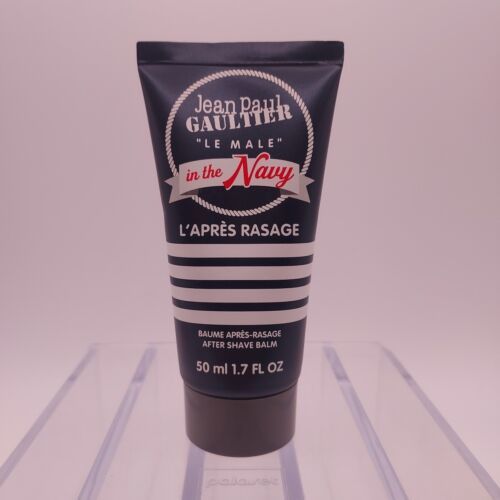 Jean Paul
GAULTIER
"LE MALE"
in the Navy
L'APRÈS RASAGE
BAUME APRÈS-RASAGE
AFTER SHAVE BALM
50 ml 1.7 FL OZ
palaset